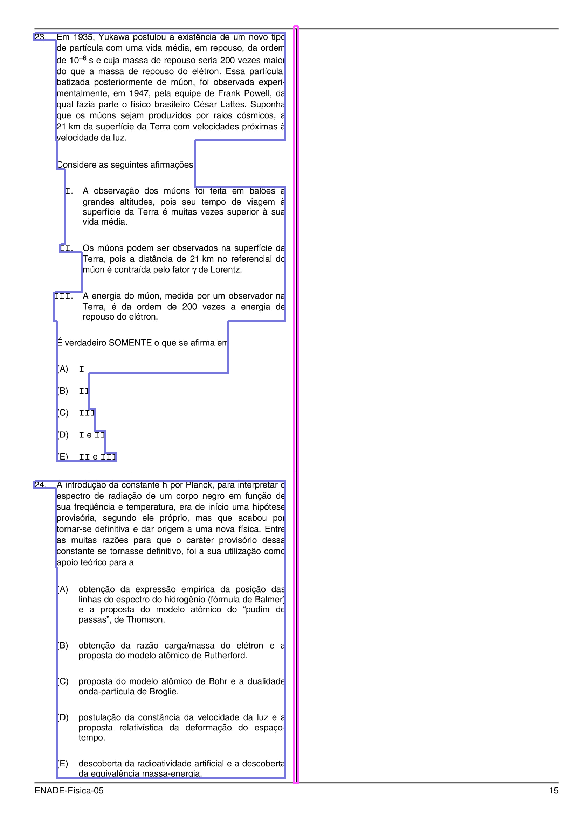 23. Em 1935, Yukawa postulou a existência de um novo tipo
de partícula com uma vida média, em repouso, da ordem
de 10⁻⁶ s e cuja massa de repouso seria 200 vezes maior
do que a massa de repouso do elétron. Essa partícula,
batizada posteriormente de múon, foi observada experi-
mentalmente, em 1947, pela equipe de Frank Powell, da
qual fazia parte o físico brasileiro César Lattes. Suponha
que os múons sejam produzidos por raios cósmicos, a
21 km da superfície da Terra com velocidades próximas à
velocidade da luz.
Considere as seguintes afirmações:
I. A observação dos múons foi feita em balões a
grandes altitudes, pois seu tempo de viagem à
superfície da Terra é muitas vezes superior à sua
vida média.
II. Os múons podem ser observados na superfície da
Terra, pois a distância de 21 km no referencial do
múon é contraída pelo fator γ de Lorentz.
III. A energia do múon, medida por um observador na
Terra, é da ordem de 200 vezes a energia de
repouso do elétron.
É verdadeiro SOMENTE o que se afirma em
(A) I
(B) II
(C) III
(D) I e II
(E) II e III
24. A introdução da constante h por Planck, para interpretar o
espectro de radiação de um corpo negro em função de
sua freqüência e temperatura, era de início uma hipótese
provisória, segundo ele próprio, mas que acabou por
tornar-se definitiva e dar origem a uma nova física. Entre
as muitas razões para que o caráter provisório dessa
constante se tornasse definitivo, foi a sua utilização como
apoio teórico para a
(A) obtenção da expressão empírica da posição das
linhas do espectro do hidrogênio (fórmula de Balmer)
e a proposta do modelo atômico do “pudim de
passas”, de Thomson.
(B) obtenção da razão carga/massa do elétron e a
proposta do modelo atômico de Rutherford.
(C) proposta do modelo atômico de Bohr e a dualidade
onda-partícula de Broglie.
(D) postulação da constância da velocidade da luz e a
proposta relativística da deformação do espaço-
tempo.
(E) descoberta da radioatividade artificial e a descoberta
da equivalência massa-energia.
ENADE-Física-05 15